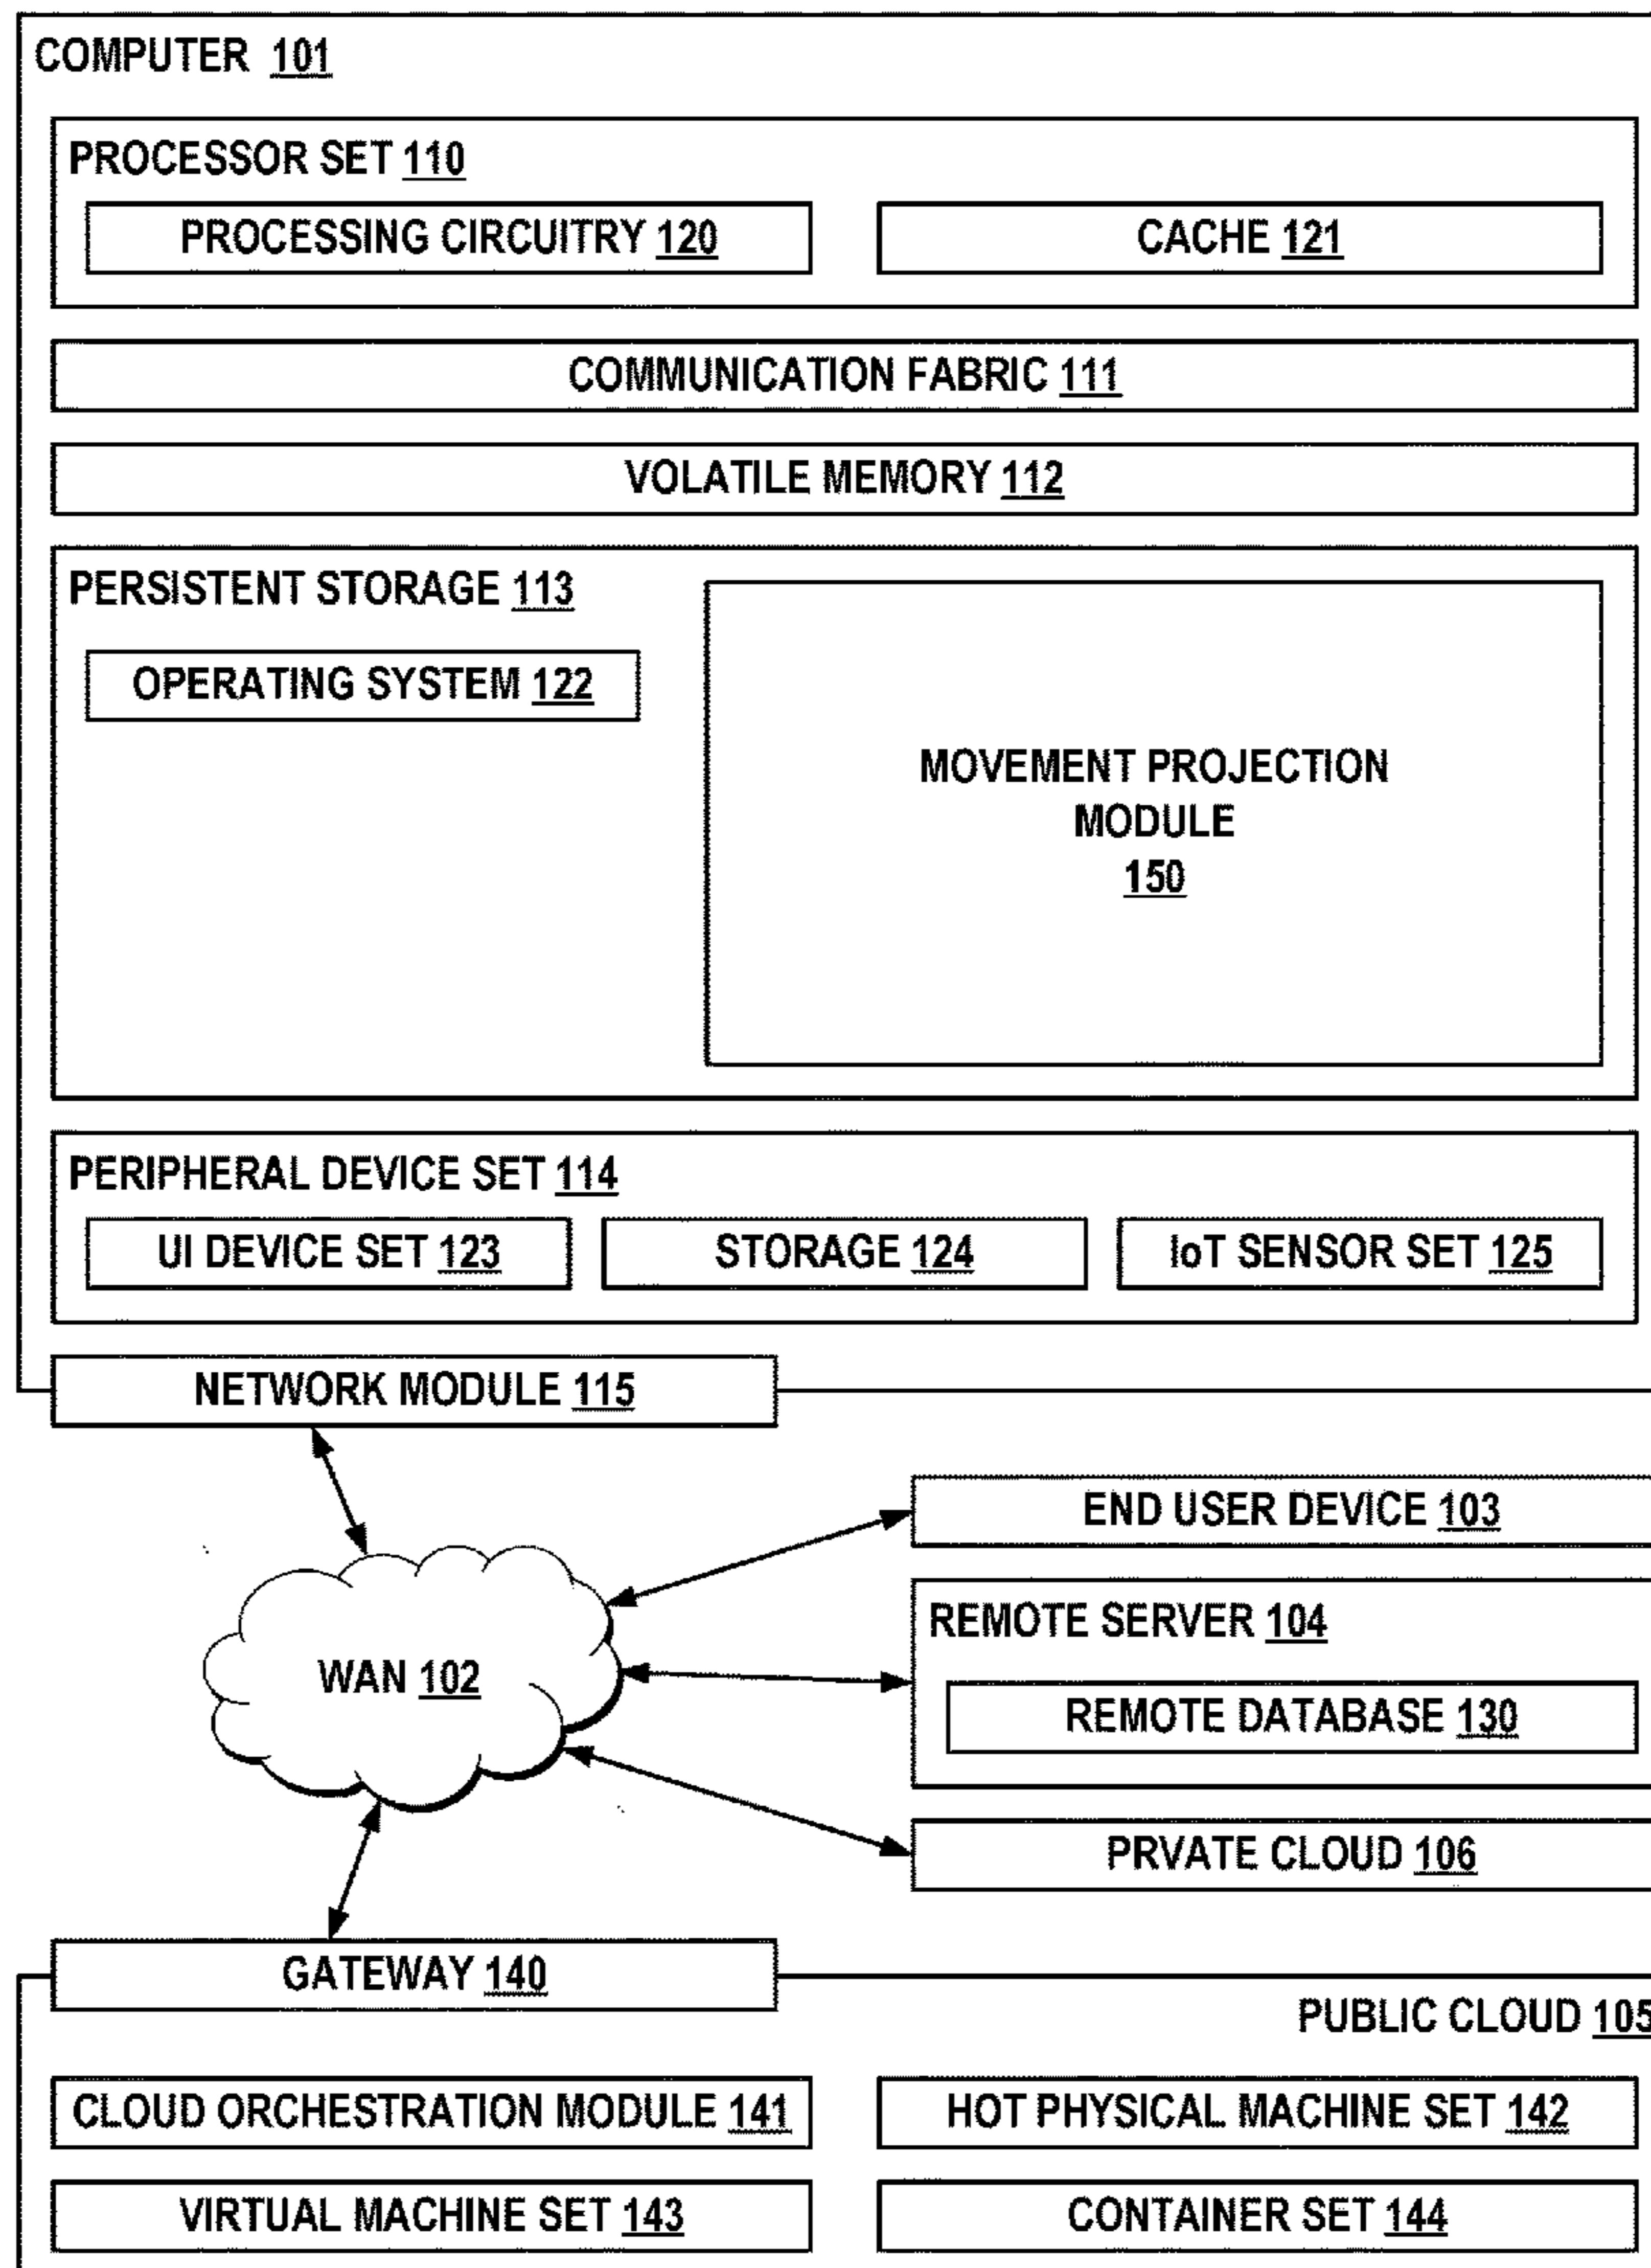 COMPUTER 101
PROCESSOR SET 110
PROCESSING CIRCUITRY 120
CACHE 121
COMMUNICATION FABRIC 111
VOLATILE MEMORY 112
PERSISTENT STORAGE 113
OPERATING SYSTEM 122
MOVEMENT PROJECTION
MODULE
150
PERIPHERAL DEVICE SET 114
UI DEVICE SET 123
STORAGE 124
IoT SENSOR SET 125
NETWORK MODULE 115
END USER DEVICE 103
REMOTE SERVER 104
WAN 102
REMOTE DATABASE 130
PRVATE CLOUD 106
GATEWAY 140
PUBLIC CLOUD 105
CLOUD ORCHESTRATION MODULE 141
HOT PHYSICAL MACHINE SET 142
VIRTUAL MACHINE SET 143
CONTAINER SET 144